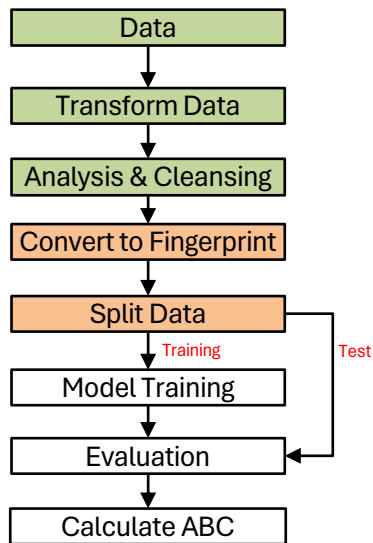 Data
Transform Data
Analysis & Cleansing
Convert to Fingerprint
Split Data
Training
Test
Model Training
Evaluation
Calculate ABC